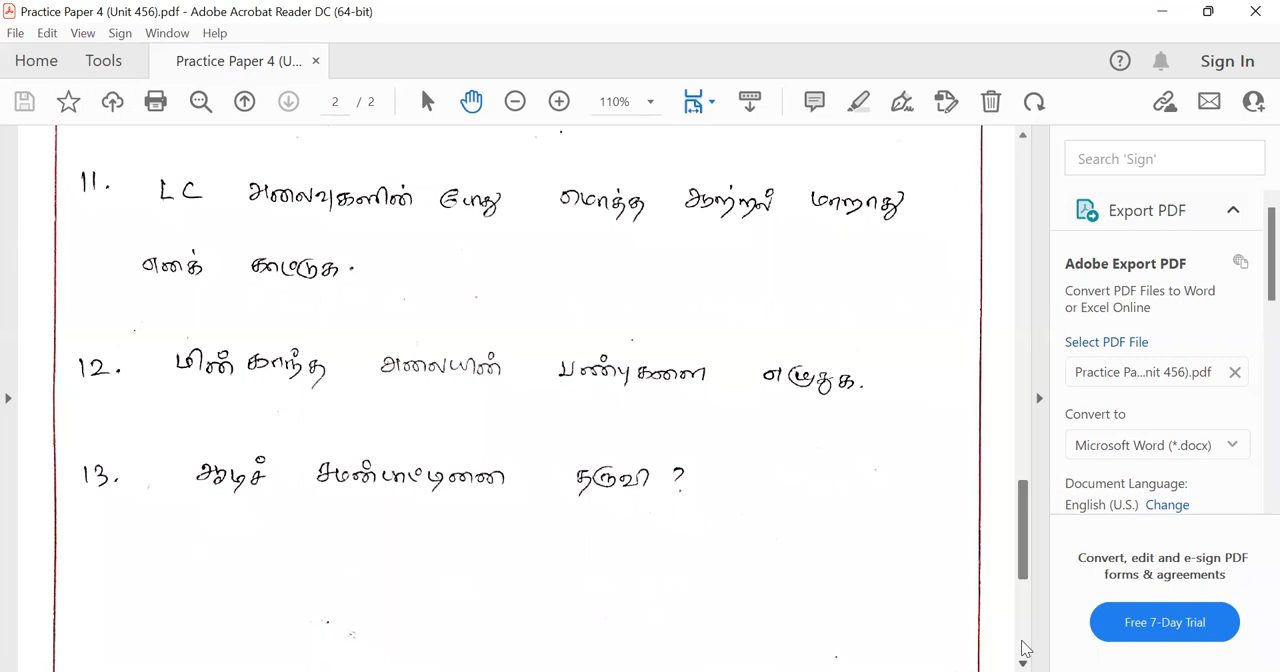 Practice Paper 4 (Unit 456).pdf - Adobe Acrobat Reader DC (64-bit)
File Edit View Sign Window Help
Home Tools Practice Paper 4 (U... × Sign In
2 / 2 110%
11. LC அலைவுகளின் போது மொத்த ஆற்றல் மாறாது
எனக் காட்டுக.
12. மின் காந்த அலையின் பண்புகளை எழுதுக.
13. ஆடிச் சமன்பாட்டினை தருவி ?
Search 'Sign'
Export PDF
Adobe Export PDF
Convert PDF Files to Word
or Excel Online
Select PDF File
Practice Pa...nit 456).pdf
Convert to
Microsoft Word (*.docx)
Document Language:
English (U.S.) Change
Convert, edit and e-sign PDF
forms & agreements
Free 7-Day Trial